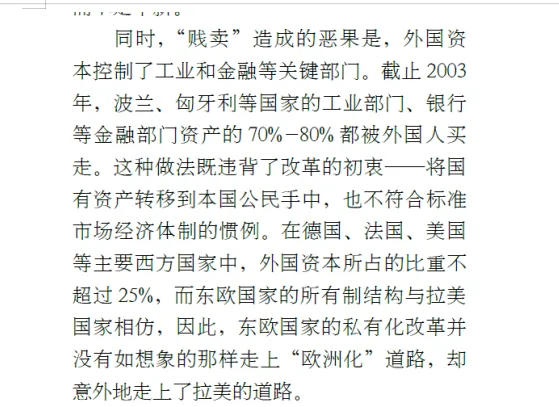 同时，“贱卖”造成的恶果是，外国资
本控制了工业和金融等关键部门。截止 2003
年，波兰、匈牙利等国家的工业部门、银行
等金融部门资产的 70%-80% 都被外国人买
走。这种做法既违背了改革的初衷——将国
有资产转移到本国公民手中，也不符合标准
市场经济体制的惯例。在德国、法国、美国
等主要西方国家中，外国资本所占的比重不
超过 25%，而东欧国家的所有制结构与拉美
国家相仿，因此，东欧国家的私有化改革并
没有如想象的那样走上“欧洲化”道路，却
意外地走上了拉美的道路。